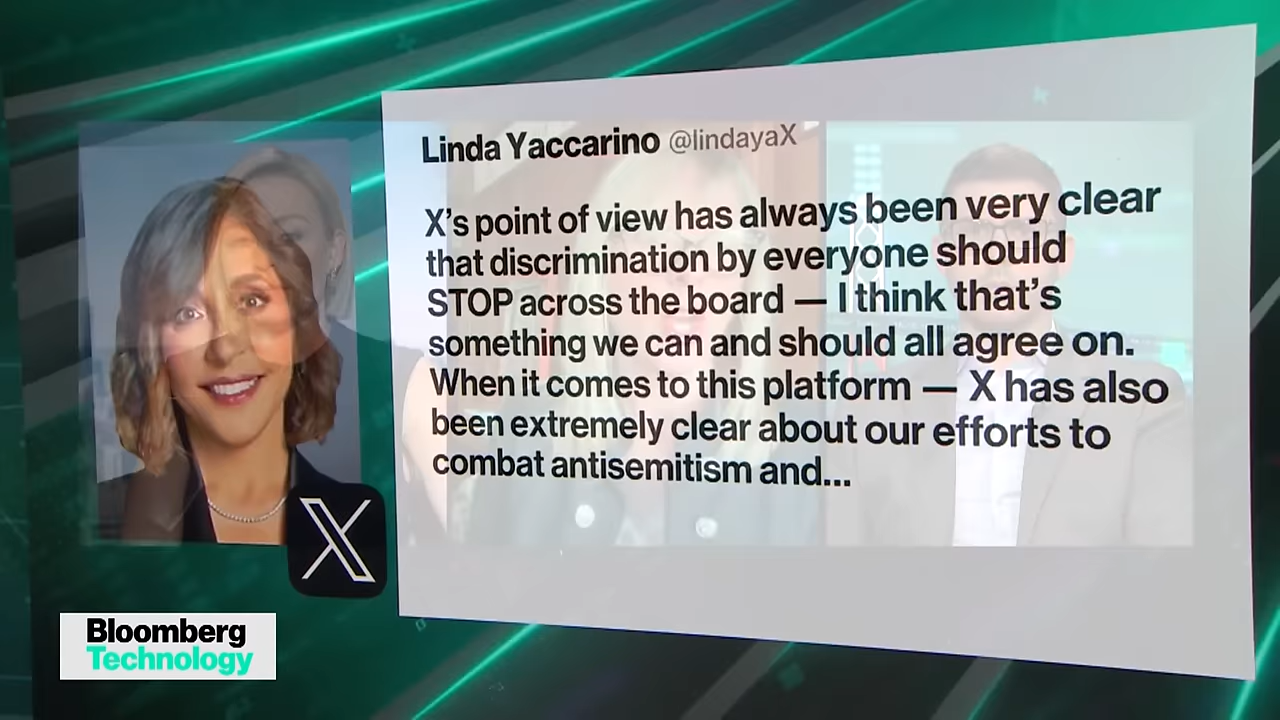 Linda Yaccarino @lindayaX
X's point of view has always been very clear
that discrimination by everyone should
STOP across the board — I think that's
something we can and should all agree on.
When it comes to this platform — X has also
been extremely clear about our efforts to
combat antisemitism and...
X
Bloomberg
Technology